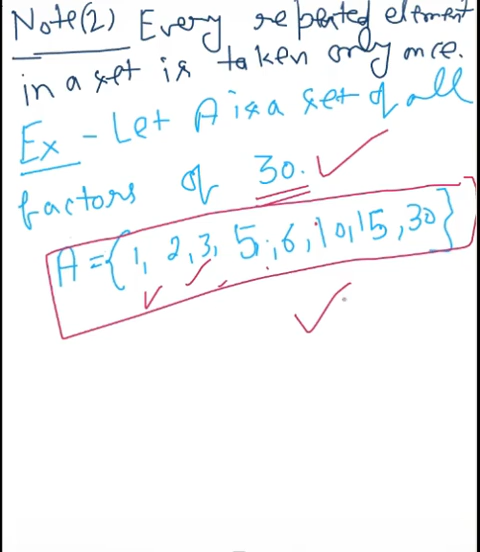 Note(2) Every repeated element
in a set is taken only once.
Ex - Let A is a set of all
factors of 30.
A = {1, 2, 3, 5, 6, 10, 15, 30}